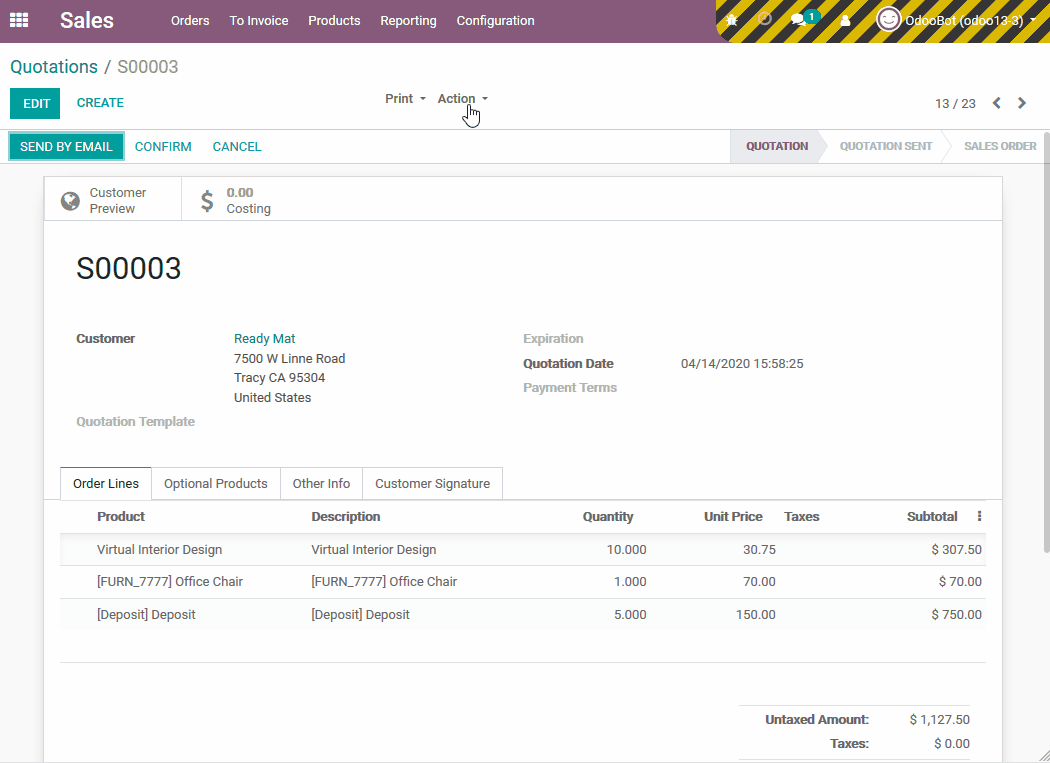 Sales Orders To Invoice Products Reporting Configuration 1 OdooBot (odoo13-3)
Quotations / S00003
EDIT CREATE Print Action 13 / 23
SEND BY EMAIL CONFIRM CANCEL QUOTATION QUOTATION SENT SALES ORDER
Customer Preview
$ 0.00 Costing
S00003
Customer Ready Mat
7500 W Linne Road
Tracy CA 95304
United States
Quotation Template
Expiration
Quotation Date 04/14/2020 15:58:25
Payment Terms
Order Lines Optional Products Other Info Customer Signature
Product Description Quantity Unit Price Taxes Subtotal
Virtual Interior Design Virtual Interior Design 10.000 30.75 $ 307.50
[FURN_7777] Office Chair [FURN_7777] Office Chair 1.000 70.00 $ 70.00
[Deposit] Deposit [Deposit] Deposit 5.000 150.00 $ 750.00
Untaxed Amount: $ 1,127.50
Taxes: $ 0.00